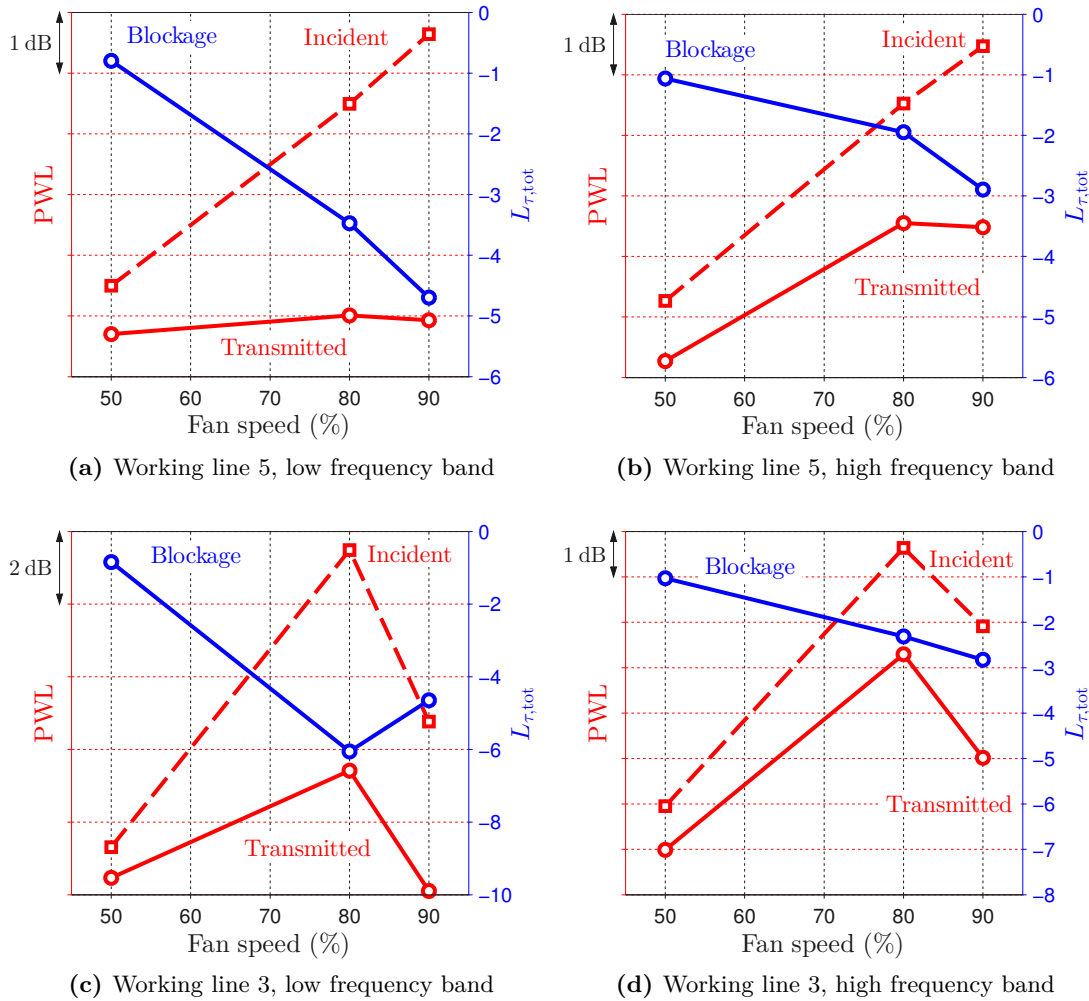 1 dB
PWL
Blockage
Incident
Transmitted
0
−1
−2
−3
−4
−5
−6
Lτ,tot
50 60 70 80 90
Fan speed (%)
(a) Working line 5, low frequency band
1 dB
PWL
Blockage
Incident
Transmitted
0
−1
−2
−3
−4
−5
−6
Lτ,tot
50 60 70 80 90
Fan speed (%)
(b) Working line 5, high frequency band
2 dB
PWL
Blockage
Incident
Transmitted
0
−2
−4
−6
−8
−10
Lτ,tot
50 60 70 80 90
Fan speed (%)
(c) Working line 3, low frequency band
1 dB
PWL
Blockage
Incident
Transmitted
0
−1
−2
−3
−4
−5
−6
−7
−8
Lτ,tot
50 60 70 80 90
Fan speed (%)
(d) Working line 3, high frequency band